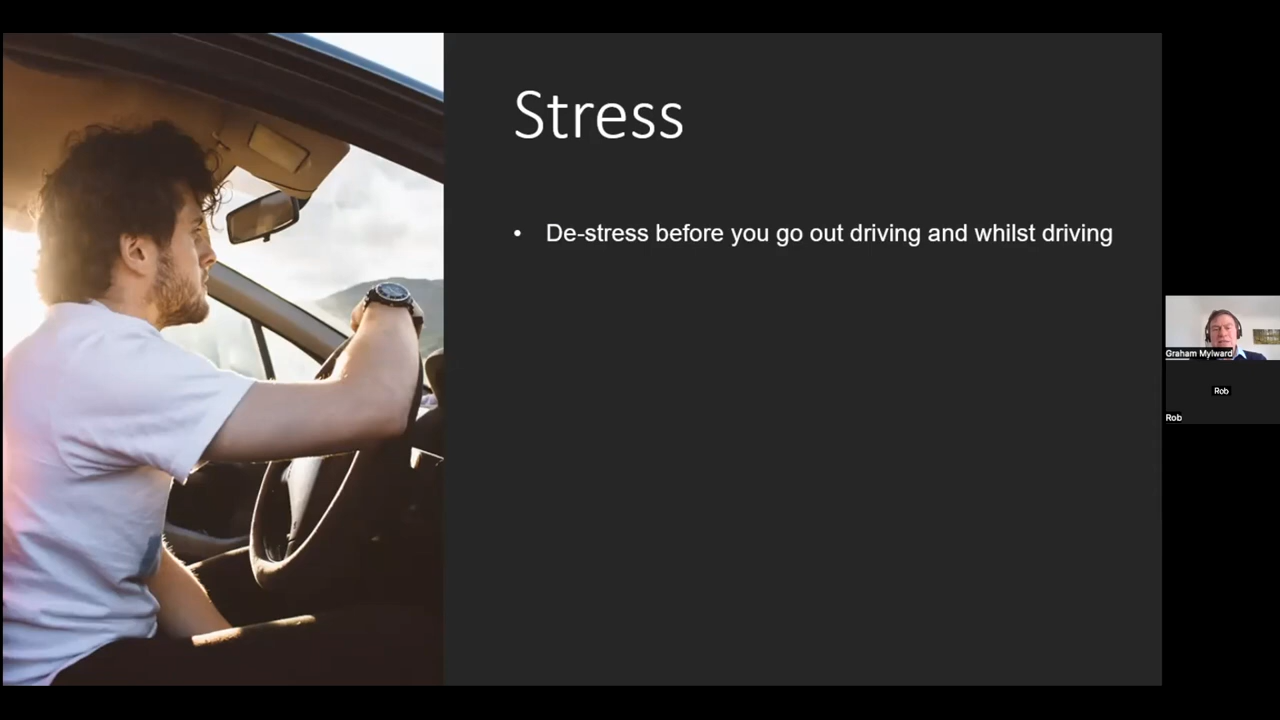 Stress
• De-stress before you go out driving and whilst driving
Graham Mylward
Rob
Rob